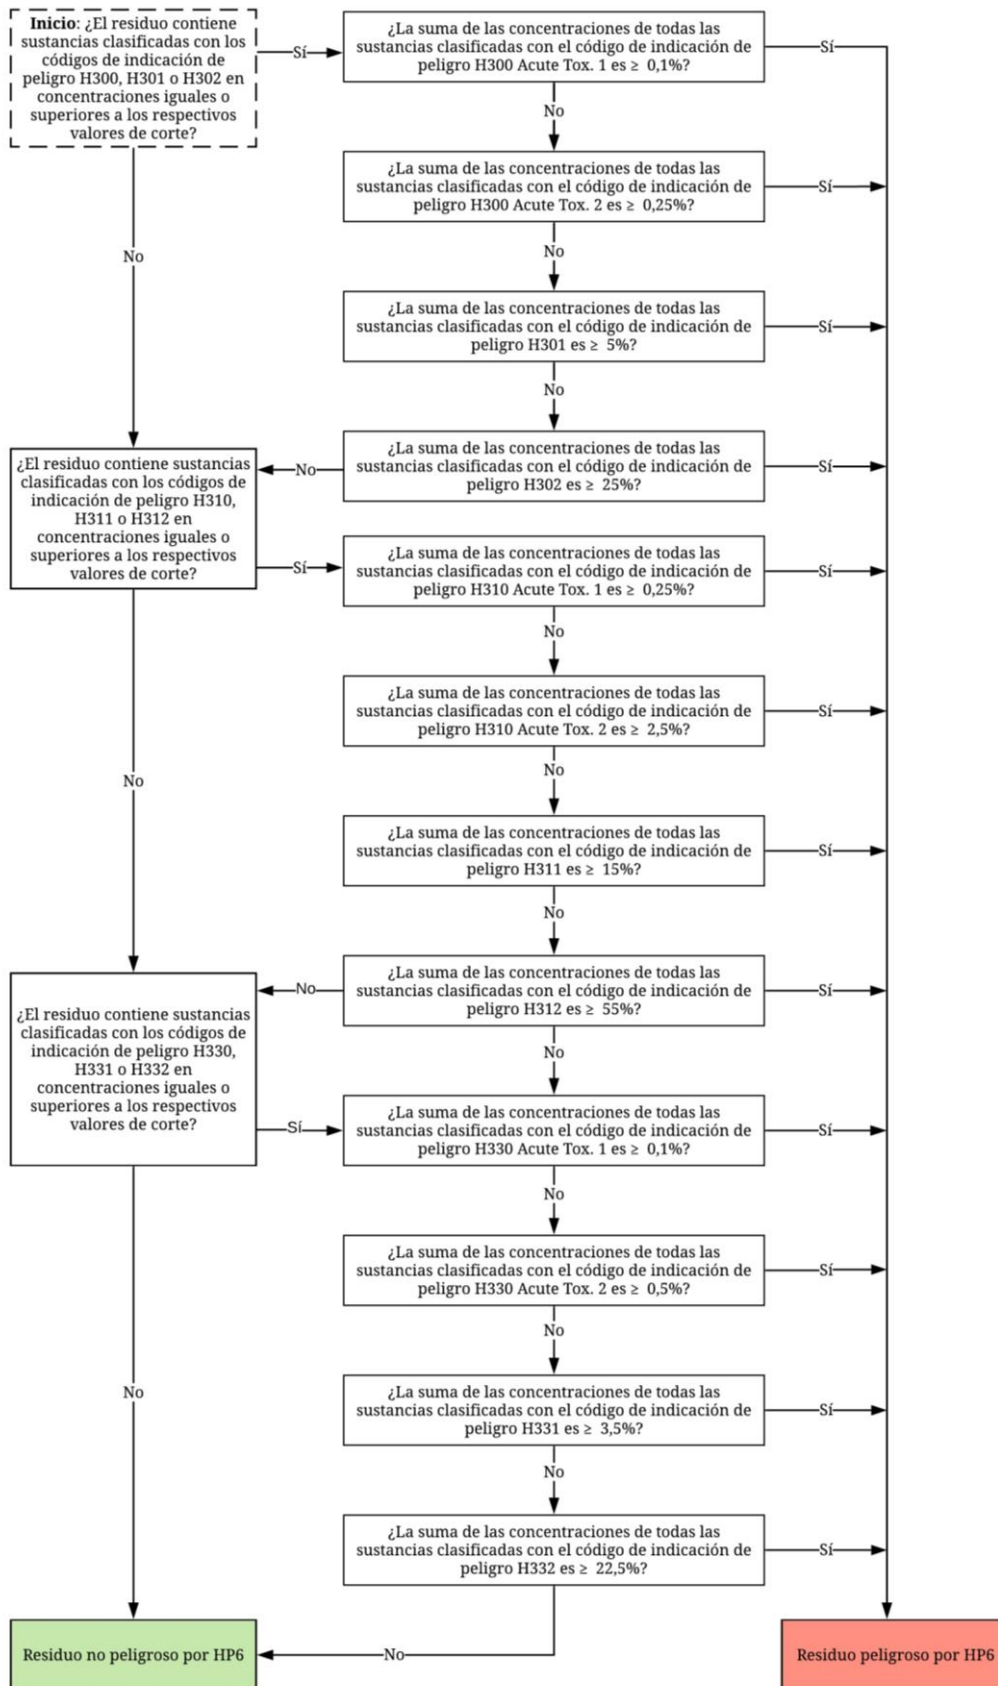 Inicio: ¿El residuo contiene
sustancias clasificadas con los
códigos de indicación de
peligro H300, H301 o H302 en
concentraciones iguales o
superiores a los respectivos
valores de corte?
Sí
¿La suma de las concentraciones de todas las
sustancias clasificadas con el código de indicación de
peligro H300 Acute Tox. 1 es ≥ 0,1%?
Sí
No
¿La suma de las concentraciones de todas las
sustancias clasificadas con el código de indicación de
peligro H300 Acute Tox. 2 es ≥ 0,25%?
Sí
No
No
¿La suma de las concentraciones de todas las
sustancias clasificadas con el código de indicación de
peligro H301 es ≥ 5%?
Sí
No
¿La suma de las concentraciones de todas las
sustancias clasificadas con el código de indicación de
peligro H302 es ≥ 25%?
Sí
No
¿El residuo contiene sustancias
clasificadas con los códigos de
indicación de peligro H310,
H311 o H312 en
concentraciones iguales o
superiores a los respectivos
valores de corte?
Sí
¿La suma de las concentraciones de todas las
sustancias clasificadas con el código de indicación de
peligro H310 Acute Tox. 1 es ≥ 0,25%?
Sí
No
¿La suma de las concentraciones de todas las
sustancias clasificadas con el código de indicación de
peligro H310 Acute Tox. 2 es ≥ 2,5%?
Sí
No
No
¿La suma de las concentraciones de todas las
sustancias clasificadas con el código de indicación de
peligro H311 es ≥ 15%?
Sí
No
¿La suma de las concentraciones de todas las
sustancias clasificadas con el código de indicación de
peligro H312 es ≥ 55%?
Sí
No
¿El residuo contiene sustancias
clasificadas con los códigos de
indicación de peligro H330,
H331 o H332 en
concentraciones iguales o
superiores a los respectivos
valores de corte?
No
Sí
¿La suma de las concentraciones de todas las
sustancias clasificadas con el código de indicación de
peligro H330 Acute Tox. 1 es ≥ 0,1%?
Sí
No
¿La suma de las concentraciones de todas las
sustancias clasificadas con el código de indicación de
peligro H330 Acute Tox. 2 es ≥ 0,5%?
Sí
No
No
¿La suma de las concentraciones de todas las
sustancias clasificadas con el código de indicación de
peligro H331 es ≥ 3,5%?
Sí
No
¿La suma de las concentraciones de todas las
sustancias clasificadas con el código de indicación de
peligro H332 es ≥ 22,5%?
Sí
No
Residuo no peligroso por HP6
Residuo peligroso por HP6